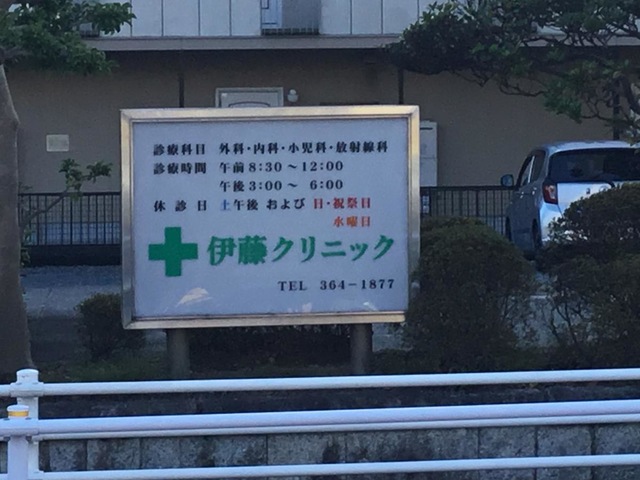 診療科目 外科・内科・小児科・放射線科
診療時間 午前 8:30～12:00
午後 3:00～ 6:00
休診日 土午後 および 日・祝祭日
水曜日
伊藤クリニック
TEL 364-1877